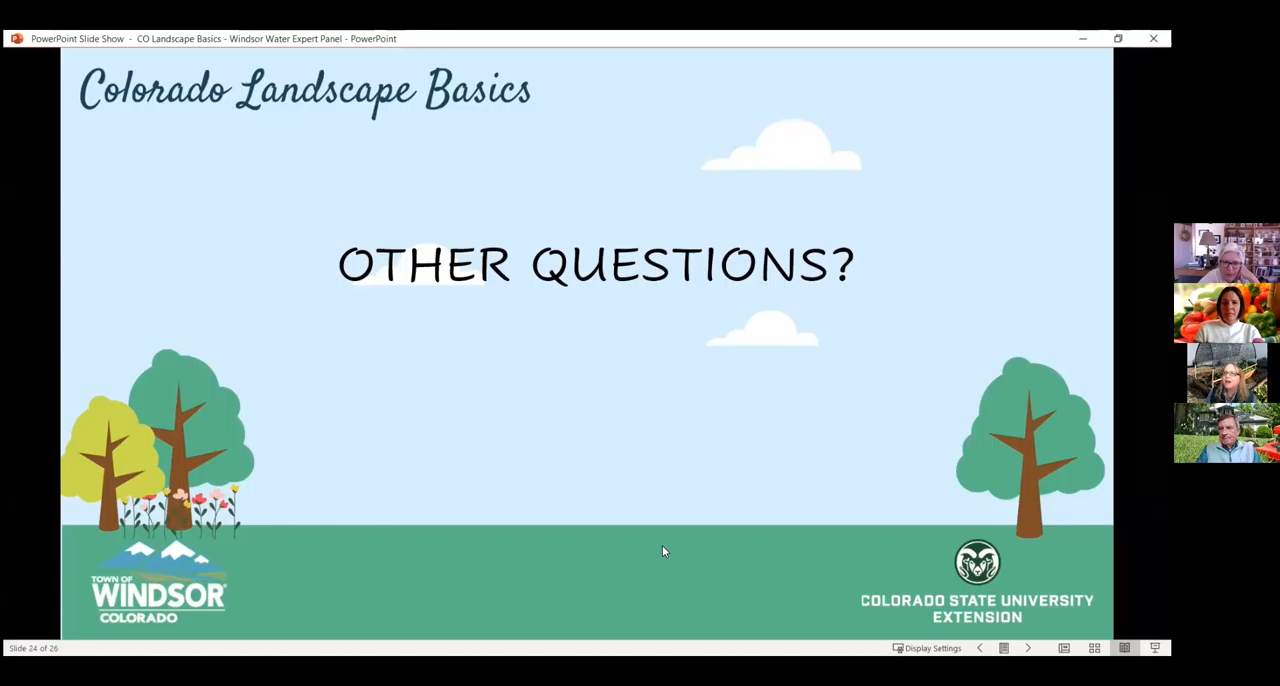 PowerPoint Slide Show - CO Landscape Basics - Windsor Water Expert Panel - PowerPoint
Colorado Landscape Basics
OTHER QUESTIONS?
TOWN OF
WINDSOR
COLORADO
COLORADO STATE UNIVERSITY
EXTENSION
Slide 24 of 26
Display Settings